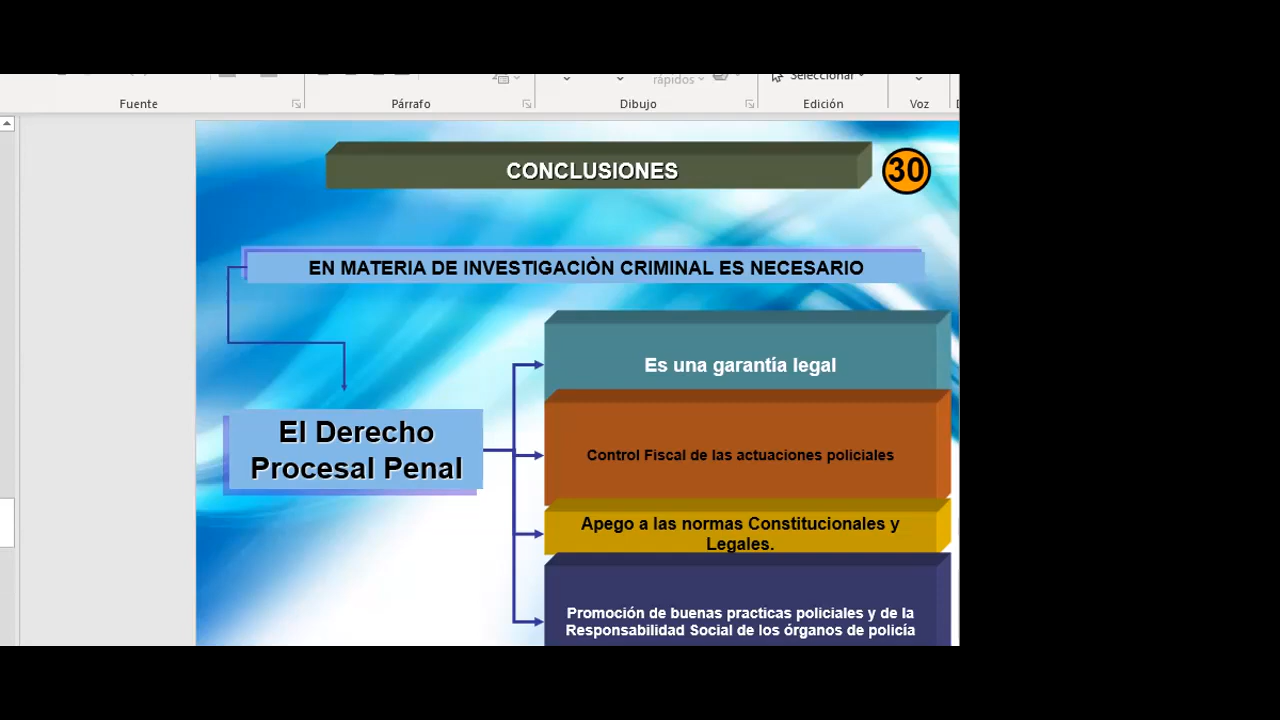 rápidos
Seleccionar
Fuente
Párrafo
Dibujo
Edición
Voz
CONCLUSIONES
30
EN MATERIA DE INVESTIGACIÒN CRIMINAL ES NECESARIO
Es una garantía legal
El Derecho
Procesal Penal
Control Fiscal de las actuaciones policiales
Apego a las normas Constitucionales y
Legales.
Promoción de buenas practicas policiales y de la
Responsabilidad Social de los órganos de policía